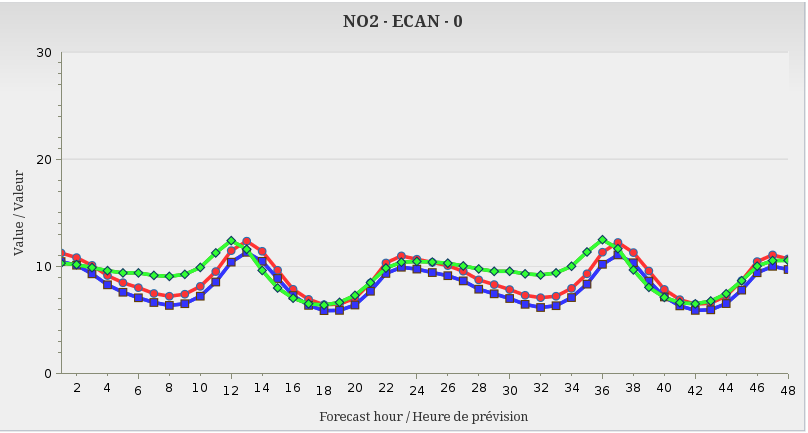 NO2 - ECAN - 0
30
20
10
0
Value / Valeur
2 4 6 8 10 12 14 16 18 20 22 24 26 28 30 32 34 36 38 40 42 44 46 48
Forecast hour / Heure de prévision